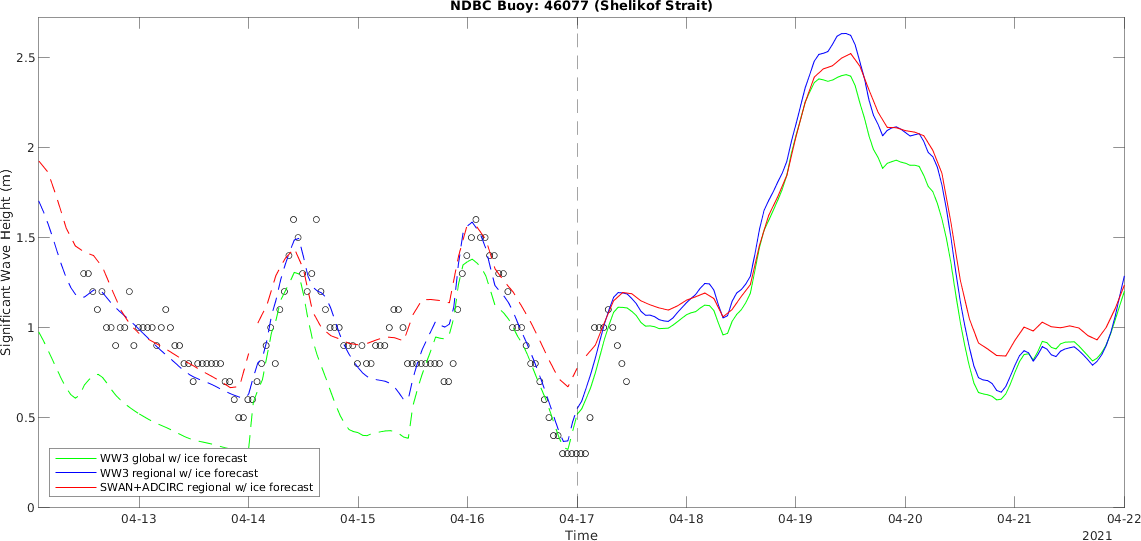 NDBC Buoy: 46077 (Shelikof Strait)
Significant Wave Height (m)
2.5
2
1.5
1
0.5
0
WW3 global w/ ice forecast
WW3 regional w/ ice forecast
SWAN+ADCIRC regional w/ ice forecast
04-13 04-14 04-15 04-16 04-17 04-18 04-19 04-20 04-21 04-22
Time
2021